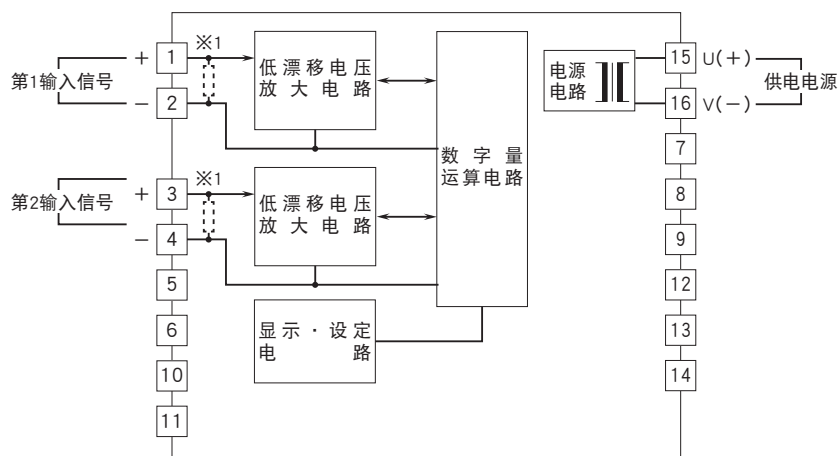 第1输入信号
+
1
※1
-
2
低漂移电压
放大电路
第2输入信号
+
3
※1
-
4
低漂移电压
放大电路
5
6
10
11
显示・设定
电路
数字量
运算电路
电源
电路
15 U(+)
16 V(-)
供电电源
7
8
9
12
13
14